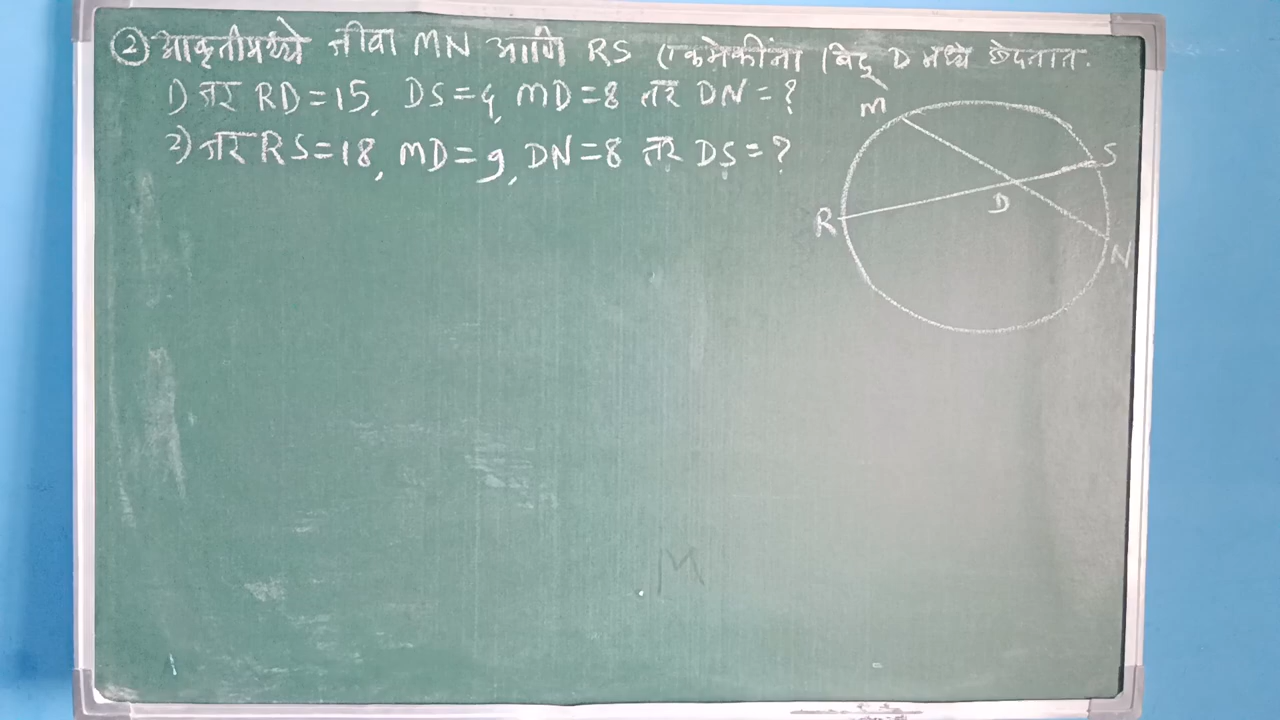 ② आकृतीमध्ये जीवा MN आणि RS एकमेकींना बिंदू D मध्ये छेदतात.
1) जर RD=15, DS=4, MD=8 तर DN=?
2) जर RS=18, MD=9, DN=8 तर DS=?
M
S
D
R
N
M